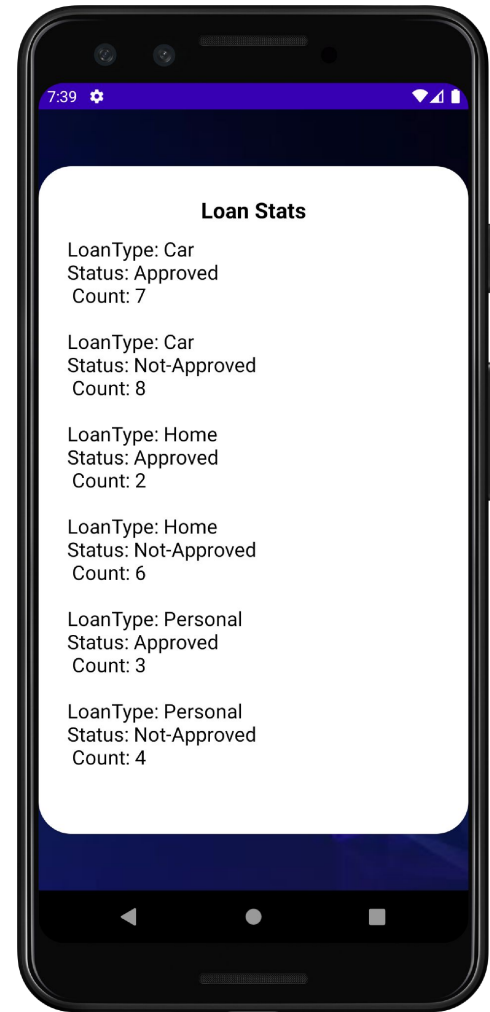 7:39
Loan Stats
LoanType: Car
Status: Approved
Count: 7
LoanType: Car
Status: Not-Approved
Count: 8
LoanType: Home
Status: Approved
Count: 2
LoanType: Home
Status: Not-Approved
Count: 6
LoanType: Personal
Status: Approved
Count: 3
LoanType: Personal
Status: Not-Approved
Count: 4